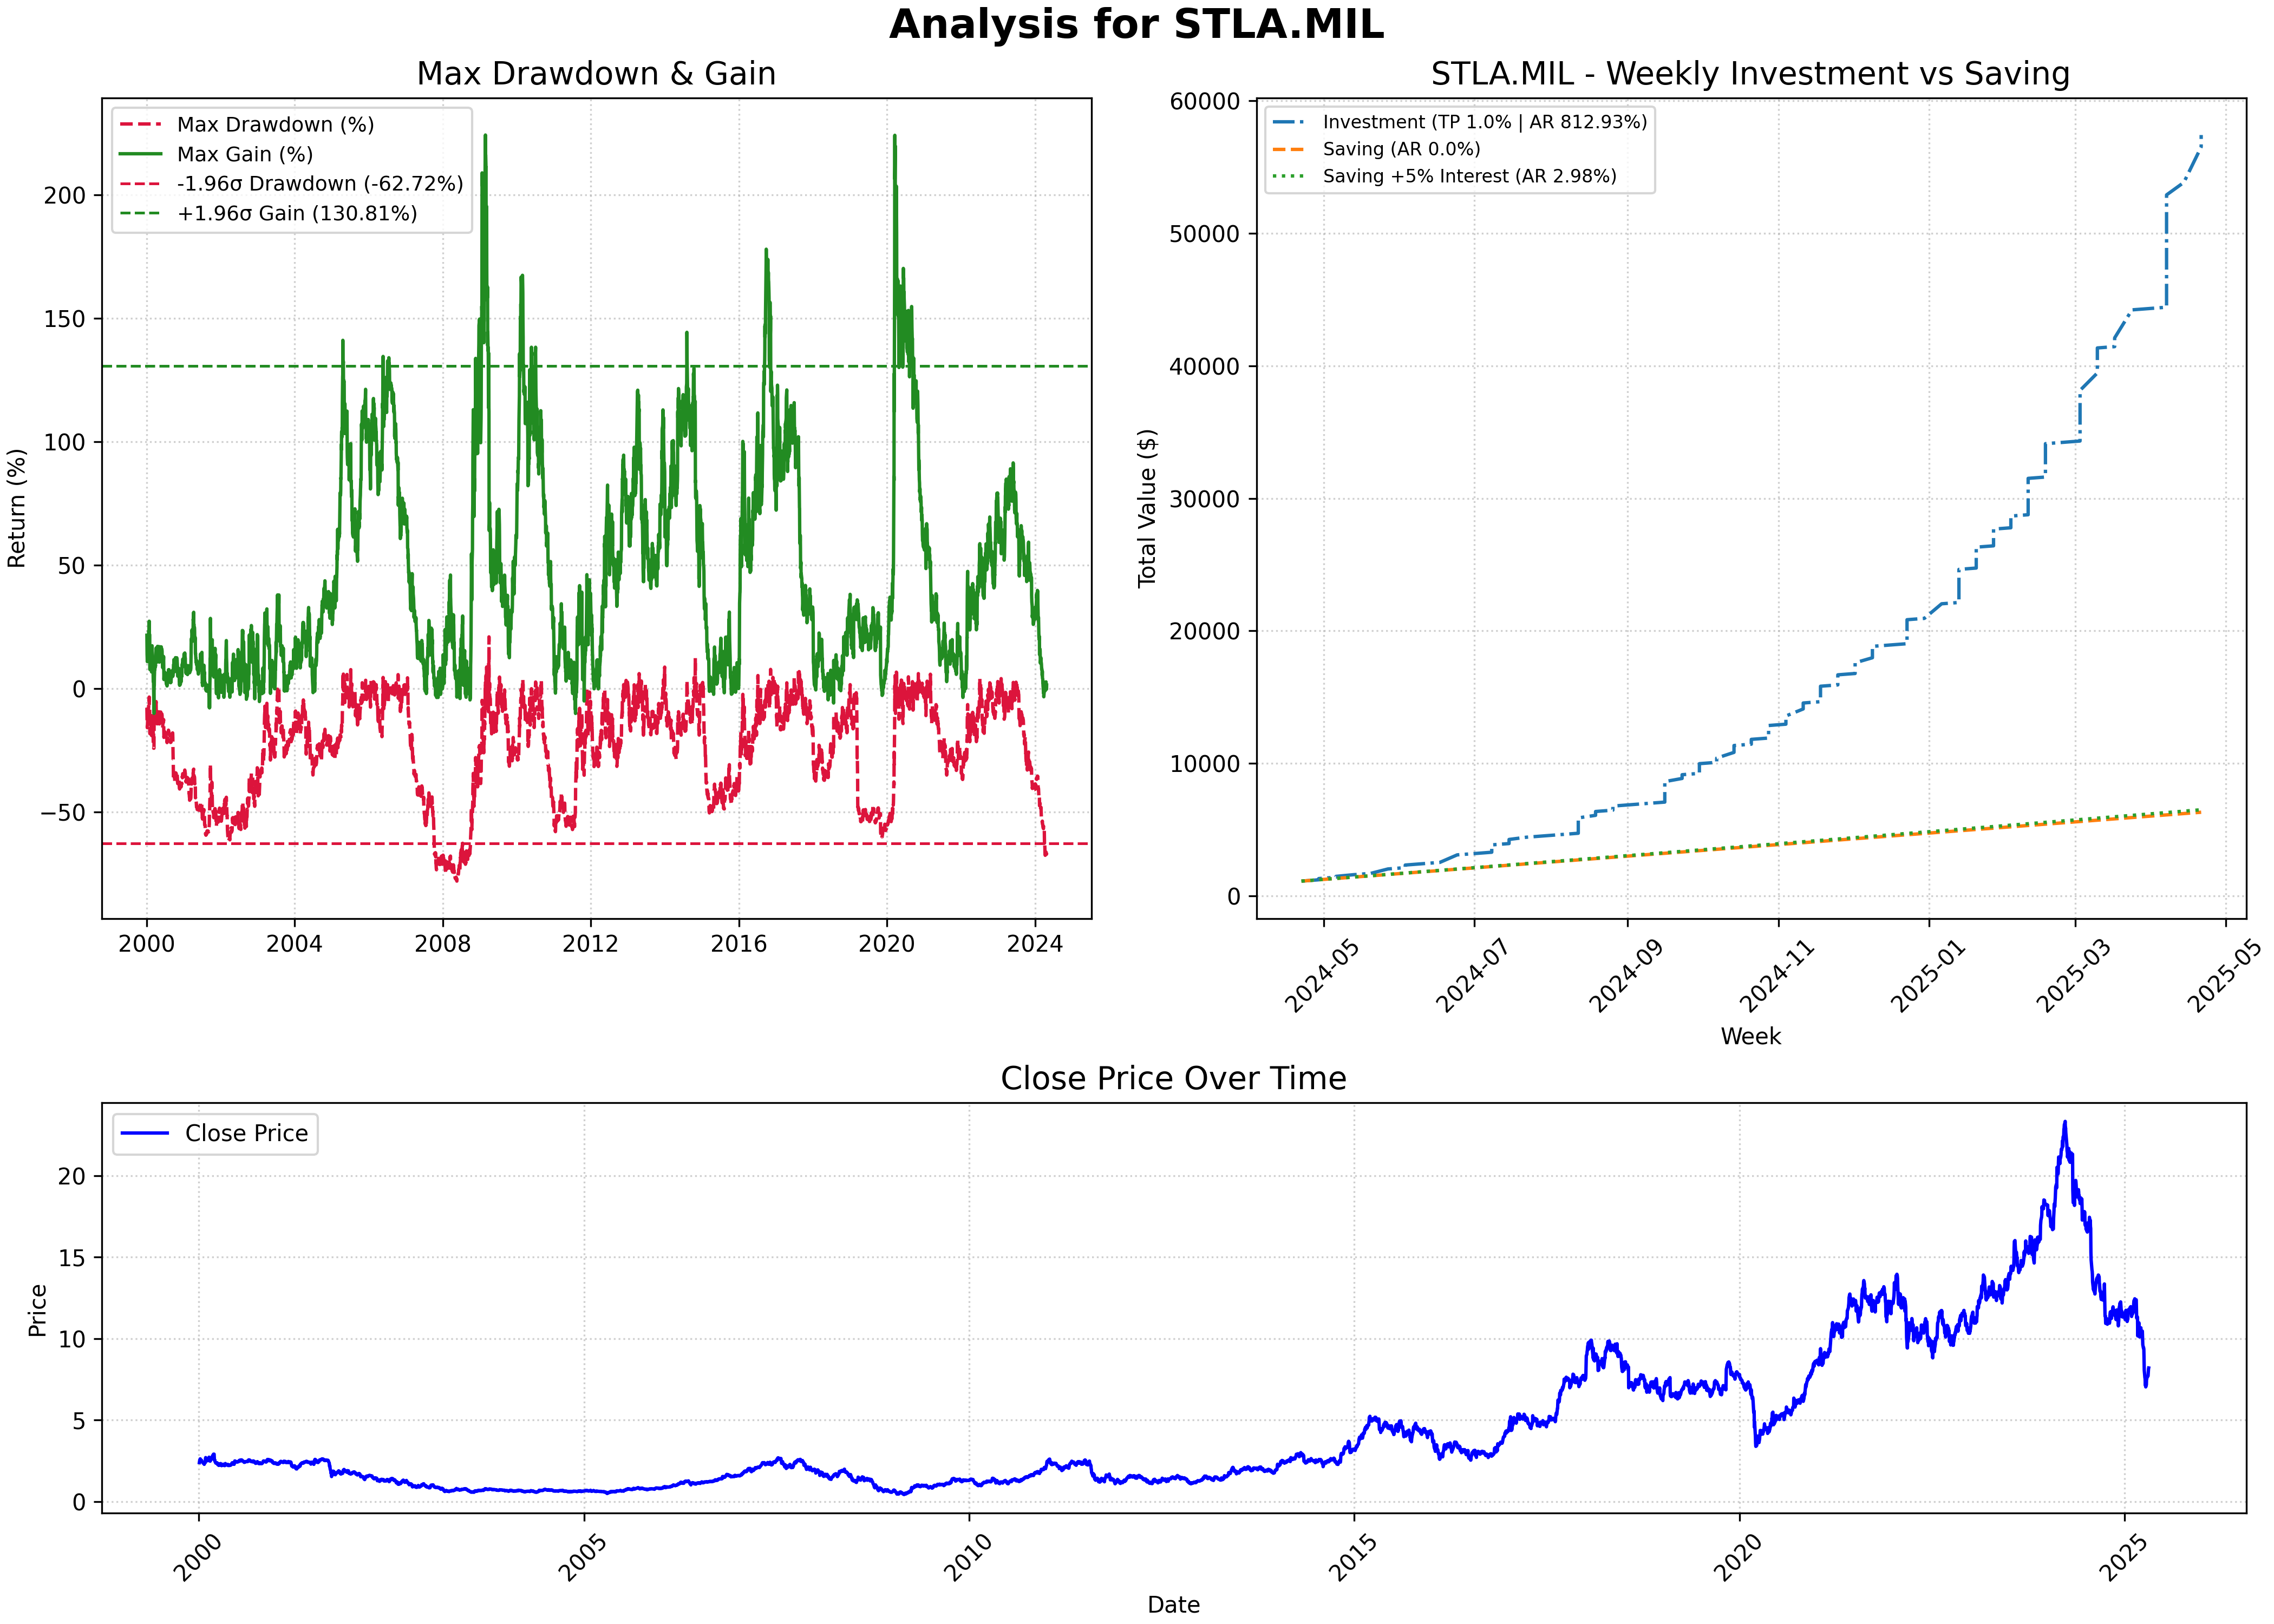 Analysis for STLA.MIL
Max Drawdown & Gain
Max Drawdown (%)
Max Gain (%)
-1.96σ Drawdown (-62.72%)
+1.96σ Gain (130.81%)
Return (%)
200
150
100
50
0
−50
2000 2004 2008 2012 2016 2020 2024
STLA.MIL - Weekly Investment vs Saving
Investment (TP 1.0% | AR 812.93%)
Saving (AR 0.0%)
Saving +5% Interest (AR 2.98%)
Total Value ($)
60000
50000
40000
30000
20000
10000
0
2024-05 2024-07 2024-09 2024-11 2025-01 2025-03 2025-05
Week
Close Price Over Time
Close Price
Price
20
15
10
5
0
2000 2005 2010 2015 2020 2025
Date